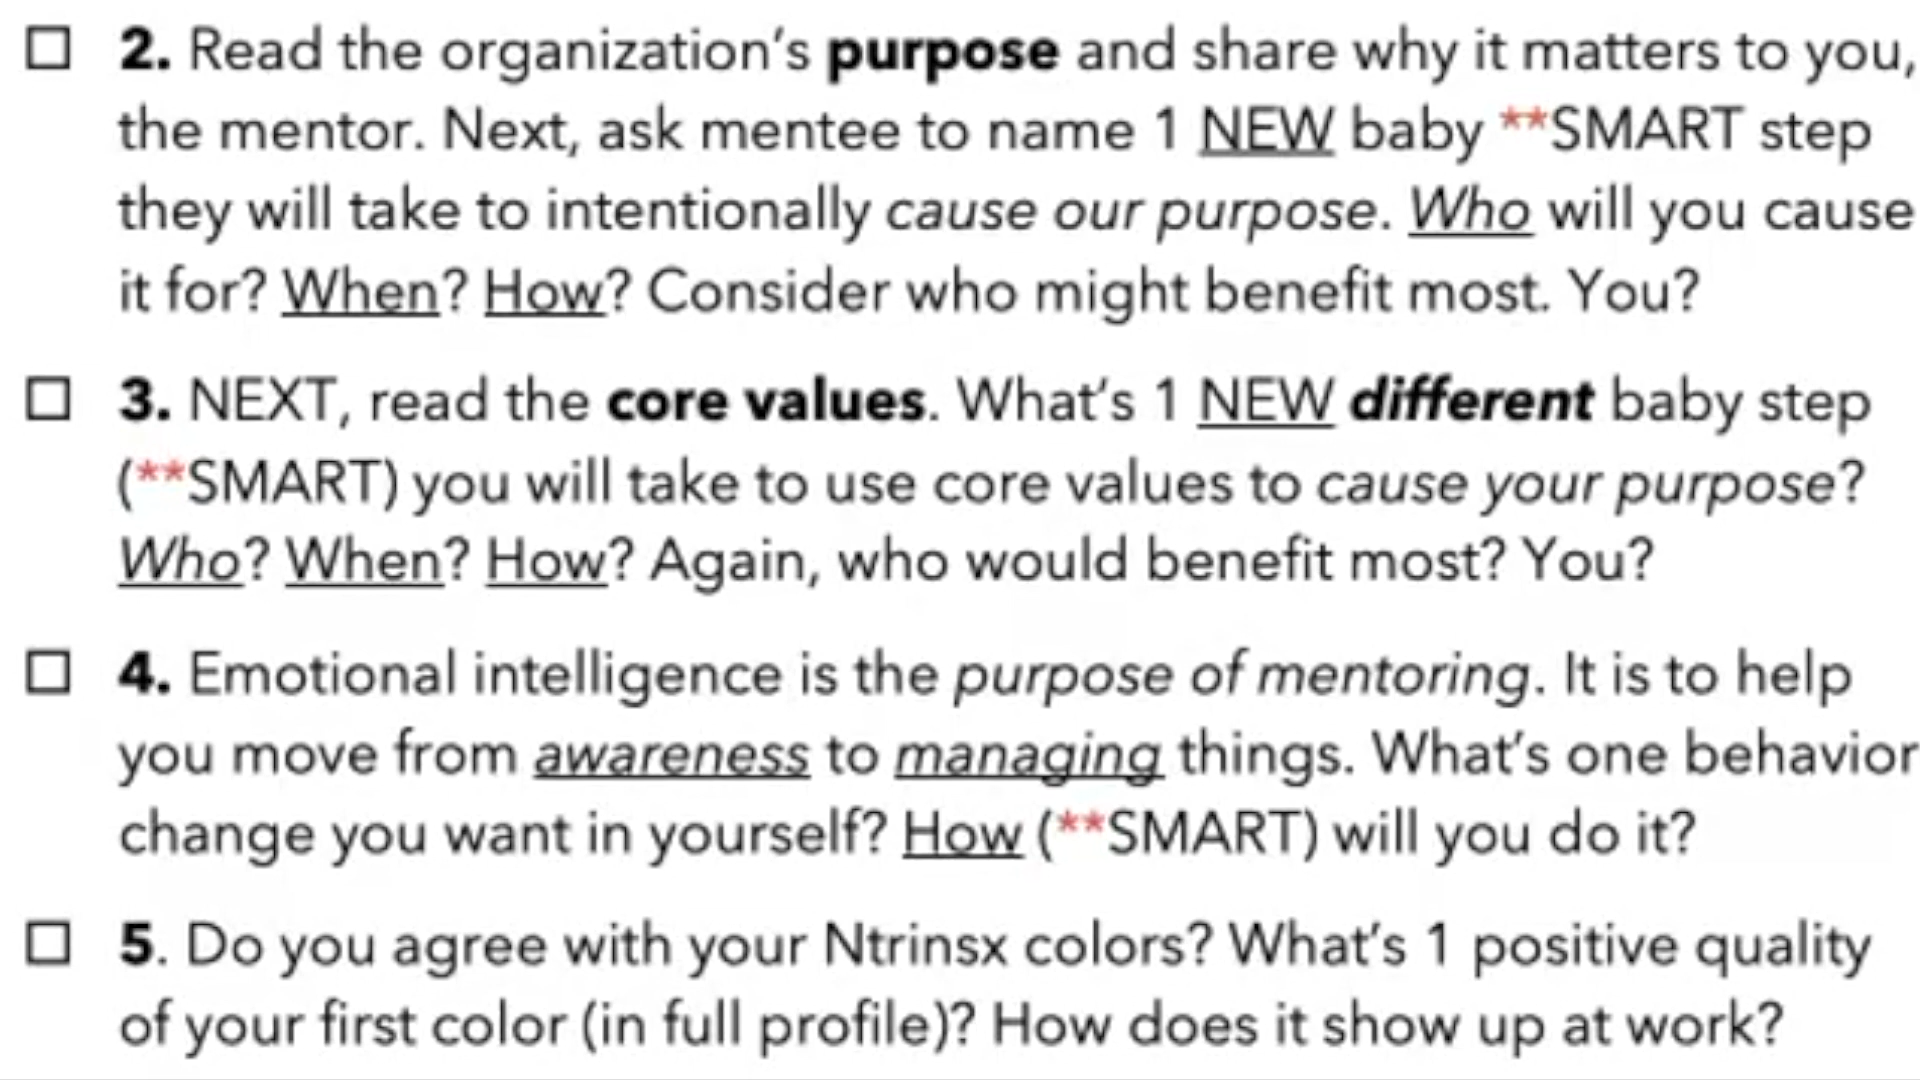 ☐ 2. Read the organization's purpose and share why it matters to you,
the mentor. Next, ask mentee to name 1 NEW baby **SMART step
they will take to intentionally cause our purpose. Who will you cause
it for? When? How? Consider who might benefit most. You?
☐ 3. NEXT, read the core values. What's 1 NEW different baby step
(**SMART) you will take to use core values to cause your purpose?
Who? When? How? Again, who would benefit most? You?
☐ 4. Emotional intelligence is the purpose of mentoring. It is to help
you move from awareness to managing things. What's one behavior
change you want in yourself? How (**SMART) will you do it?
☐ 5. Do you agree with your Ntrinsx colors? What's 1 positive quality
of your first color (in full profile)? How does it show up at work?